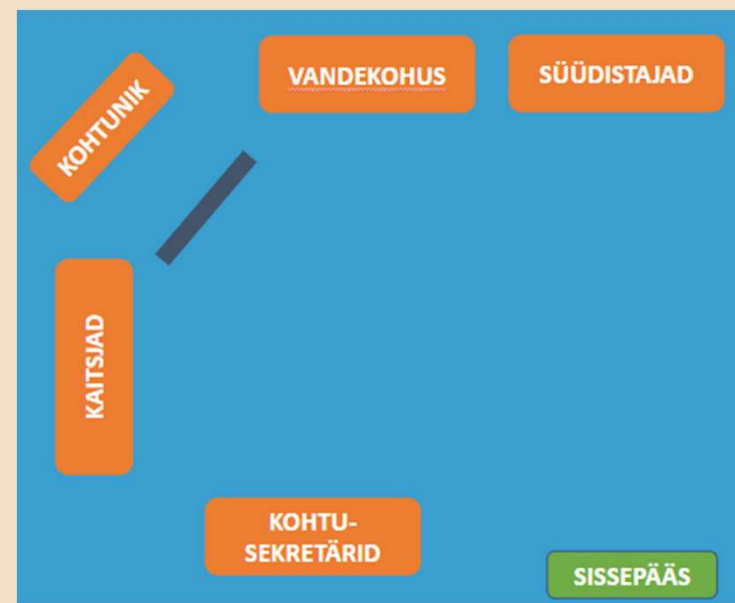 VANDEKOHUS
SÜÜDISTAJAD
KOHTUNIK
KAITSJAD
KOHTU-
SEKRETÄRID
SISSEPÄÄS